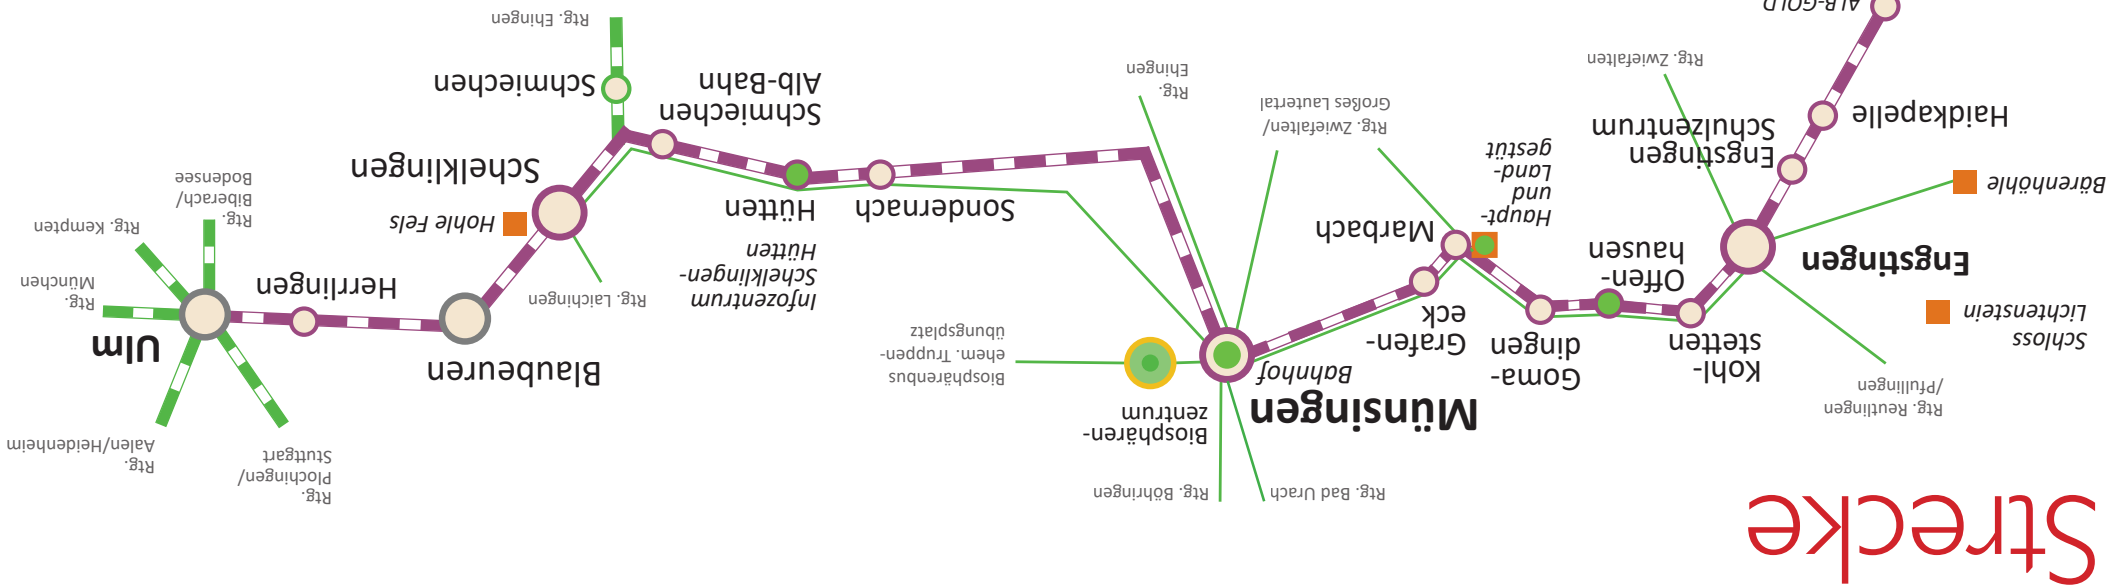 Strecke
Rtg. Bad Urach
Rtg. Böhringen
Rtg.
Plochingen/
Stuttgart
Rtg.
Aalen/Heidenheim
Rtg. Reutlingen
/Pfullingen
Schloss
Lichtenstein
Kohl-
stetten
Goma-
dingen
Grafen-
eck
Münsingen
Bahnhof
Biosphären-
zentrum
Biosphärenbus
ehem. Truppen-
übungsplatz
Blaubeuren
Ulm
Engstingen
Offen-
hausen
Marbach
Infozentrum
Schelklingen-
Hütten
Rtg. Laichingen
Herrlingen
Rtg.
München
Bärenhöhle
Haupt-
und
Land-
gestüt
Sondernach
Hütten
Hohle Fels
Schelklingen
Rtg.
Biberach/
Bodensee
Rtg. Kempten
Haidkapelle
Engstingen
Schulzentrum
Rtg. Zwiefalten/
Großes Lautertal
Schmiechen
Alb-Bahn
Schmiechen
Rtg. Zwiefalten
Rtg.
Ehingen
Rtg. Ehingen
ALB-GOLD